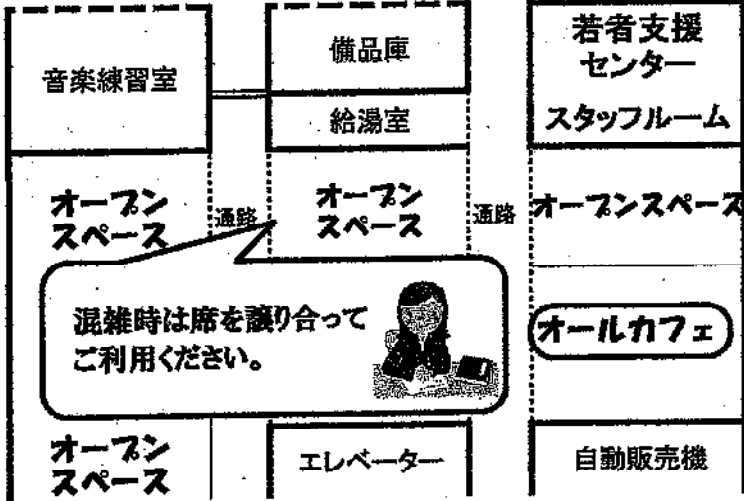 音楽練習室
備品庫
給湯室
若者支援
センター
スタッフルーム
オープン
スペース
通路
オープン
スペース
通路
オープンスペース
混雑時は席を譲り合って
ご利用ください。
オールカフェ
オープン
スペース
エレベーター
自動販売機